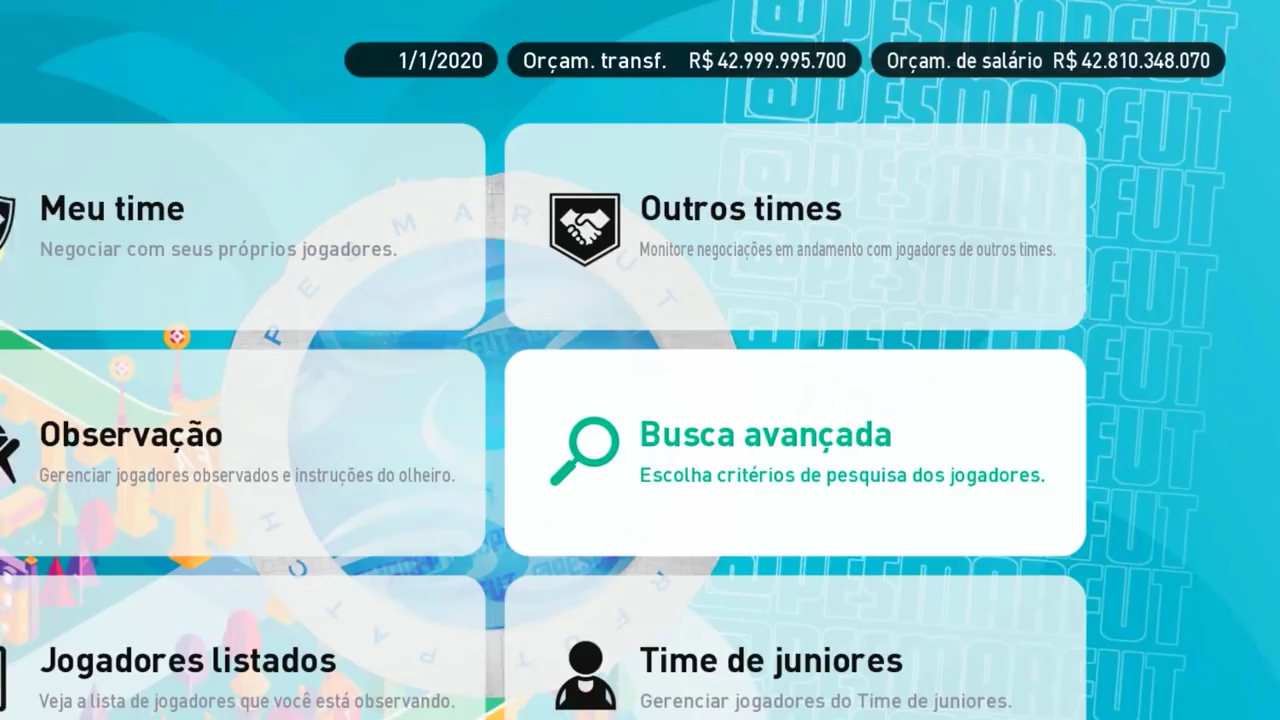 1/1/2020
Orçam. transf. R$ 42.999.995.700
Orçam. de salário R$ 42.810.348.070
Meu time
Negociar com seus próprios jogadores.
Outros times
Monitore negociações em andamento com jogadores de outros times.
Observação
Gerenciar jogadores observados e instruções do olheiro.
Busca avançada
Escolha critérios de pesquisa dos jogadores.
Jogadores listados
Veja a lista de jogadores que você está observando.
Time de juniores
Gerenciar jogadores do Time de juniores.
@PESMARFUT
@PESMARFUT
@PESMARFUT